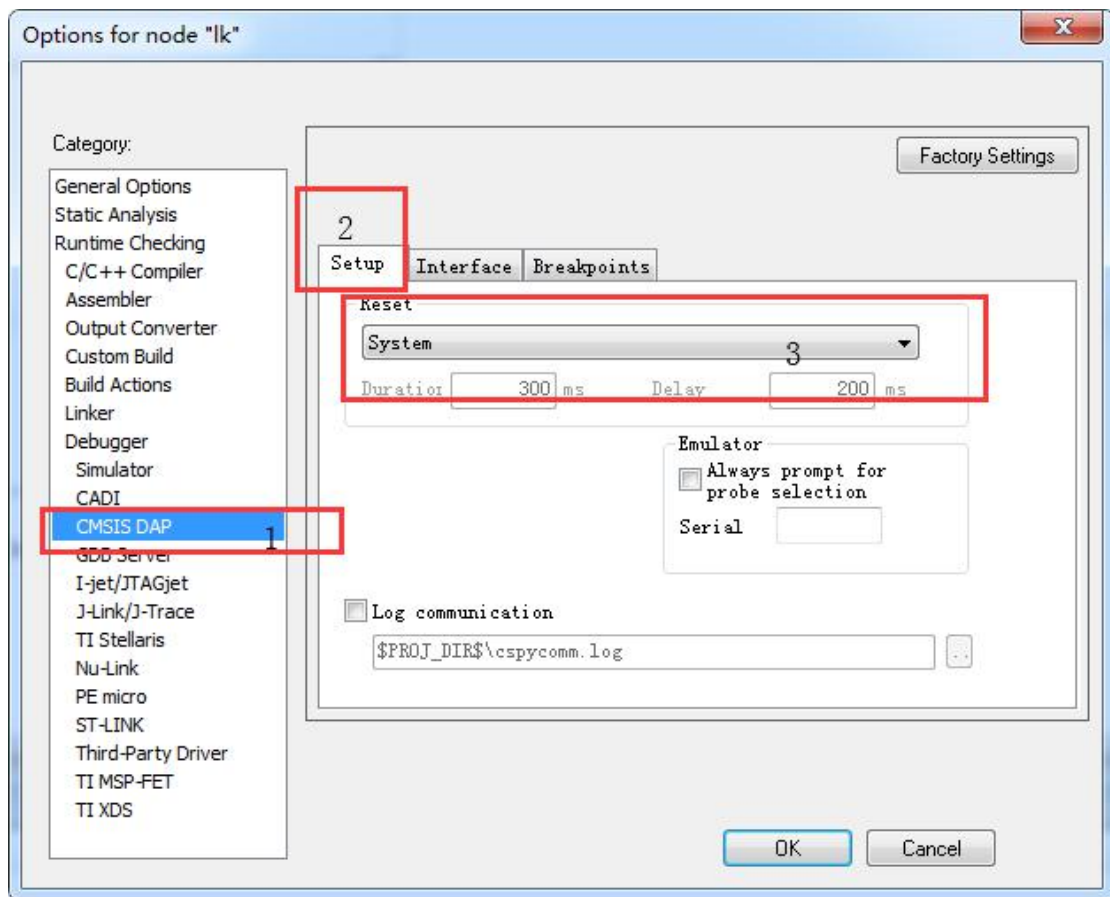 Options for node "lk"
X
Category:
Factory Settings
General Options
Static Analysis
Runtime Checking
C/C++ Compiler
Assembler
Output Converter
Custom Build
Build Actions
Linker
Debugger
Simulator
CADI
CMSIS DAP
1
GDB Server
I-jet/JTAGjet
J-Link/J-Trace
TI Stellaris
Nu-Link
PE micro
ST-LINK
Third-Party Driver
TI MSP-FET
TI XDS
2
Setup Interface Breakpoints
Reset
System
3
Duration 300 ms Delay 200 ms
Emulator
Always prompt for
probe selection
Serial
Log communication
$PROJ_DIR$\cspycomm.log
..
OK Cancel